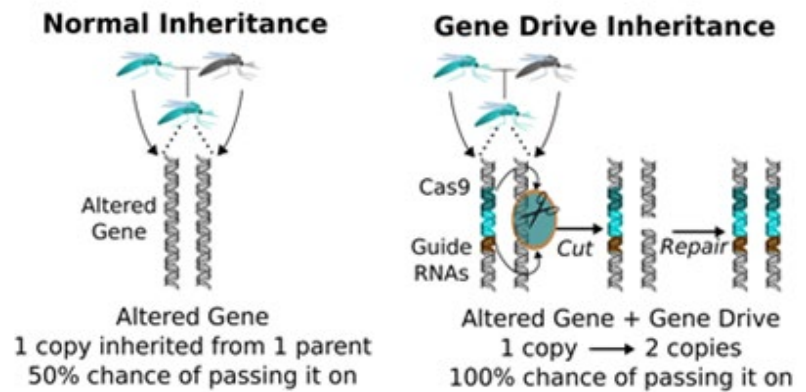 Normal Inheritance
Altered
Gene
Altered Gene
1 copy inherited from 1 parent
50% chance of passing it on
Gene Drive Inheritance
Cas9
Guide
RNAs
Cut
Repair
Altered Gene + Gene Drive
1 copy → 2 copies
100% chance of passing it on